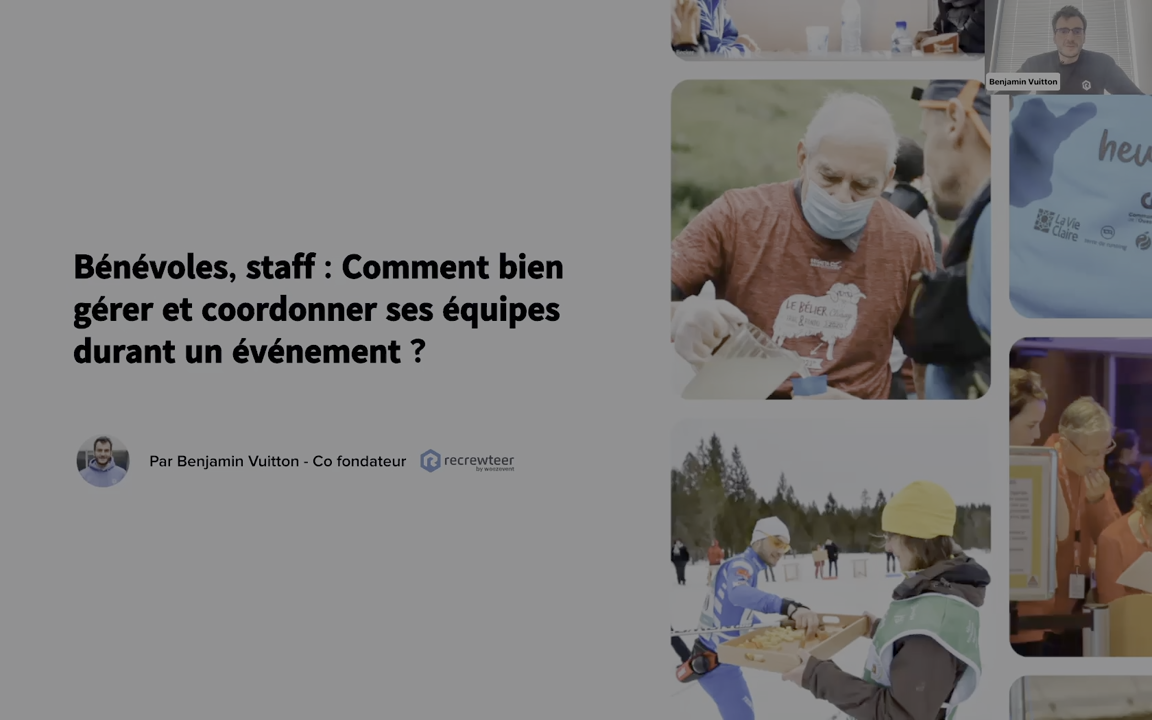 Benjamin Vuitton
Bénévoles, staff : Comment bien
gérer et coordonner ses équipes
durant un événement ?
Par Benjamin Vuitton - Co fondateur
recrewteer
by weezevent
LE BÉLIER
La Vie
Claire